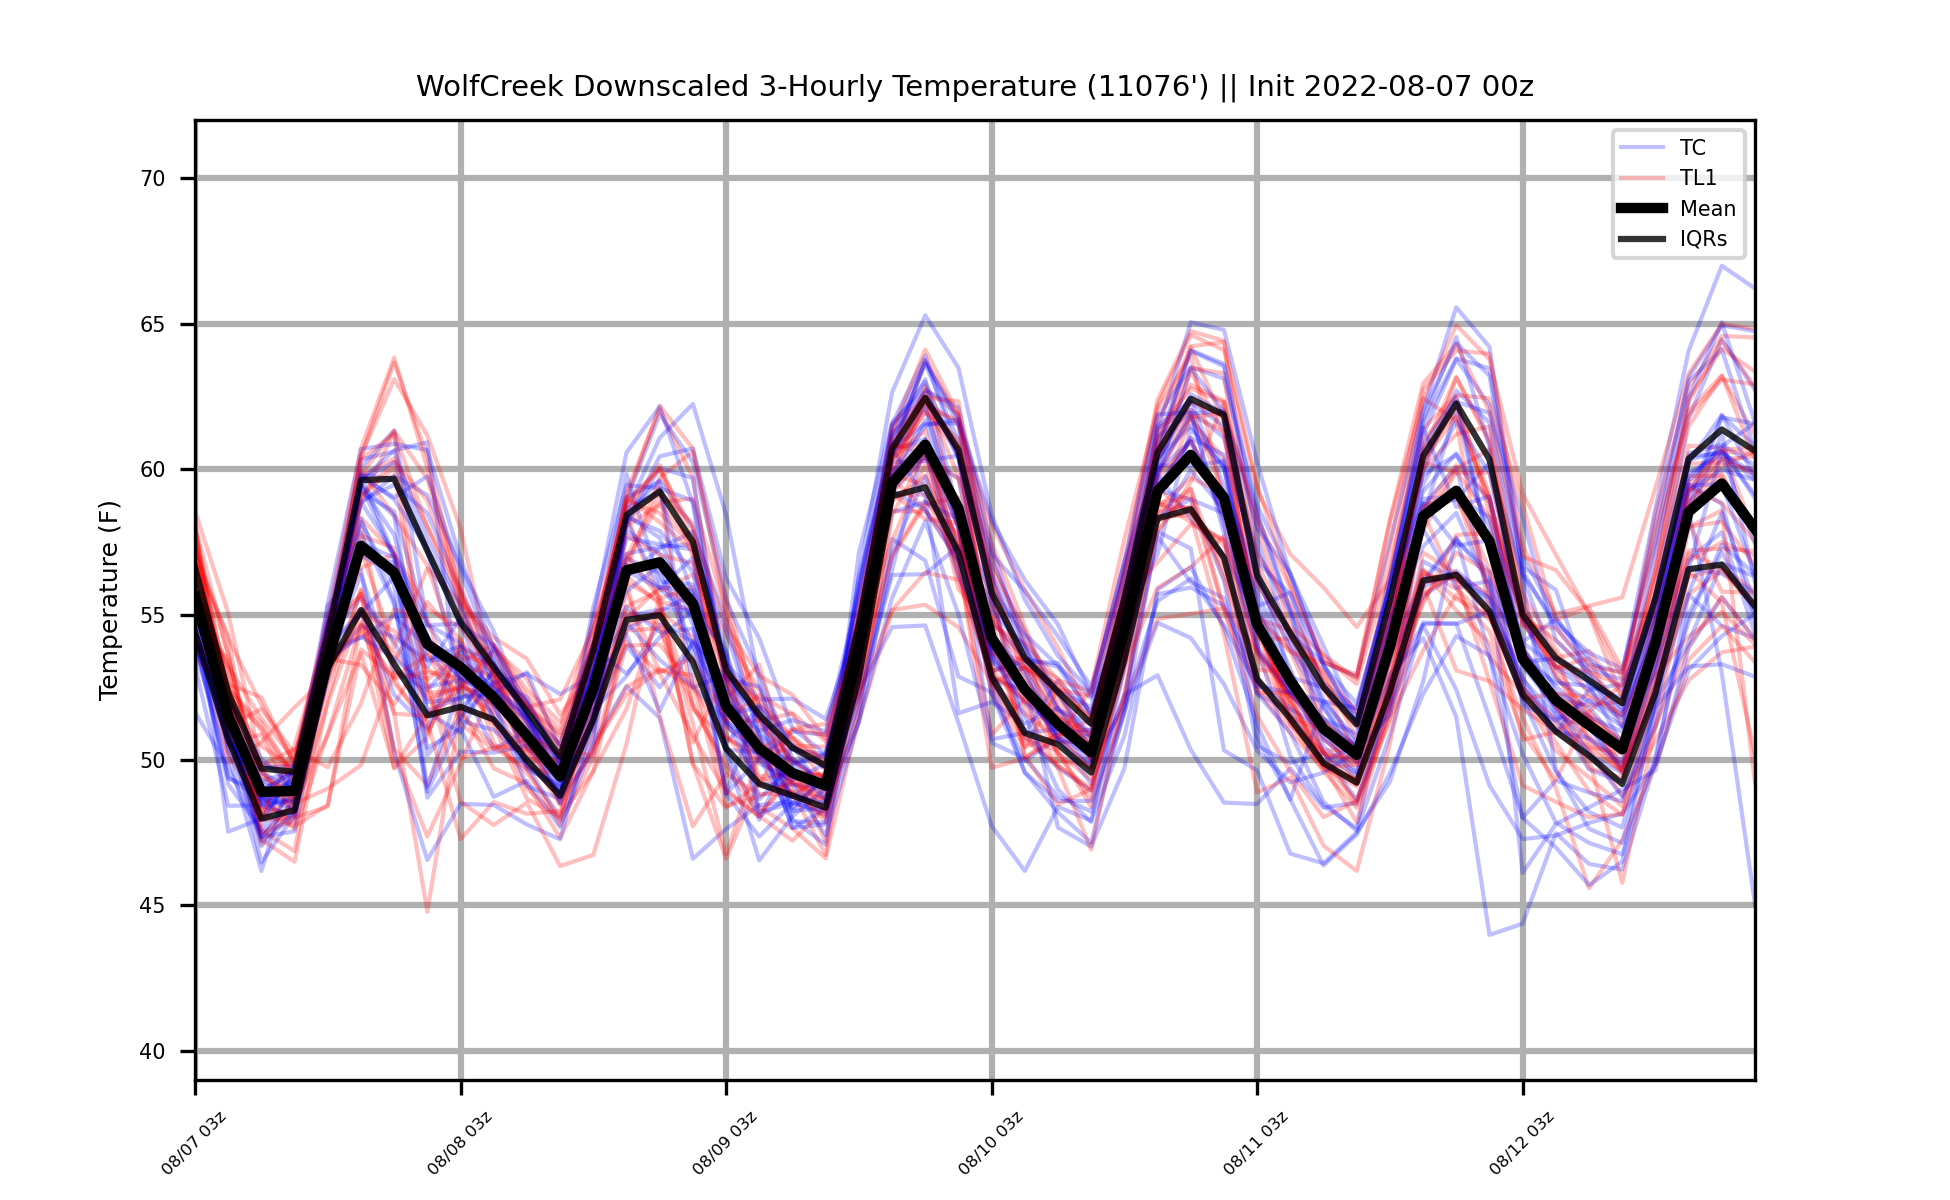 WolfCreek Downscaled 3-Hourly Temperature (11076') || Init 2022-08-07 00z
TC
TL1
Mean
IQRs
Temperature (F)
70
65
60
55
50
45
40
08/07 03z
08/08 03z
08/09 03z
08/10 03z
08/11 03z
08/12 03z